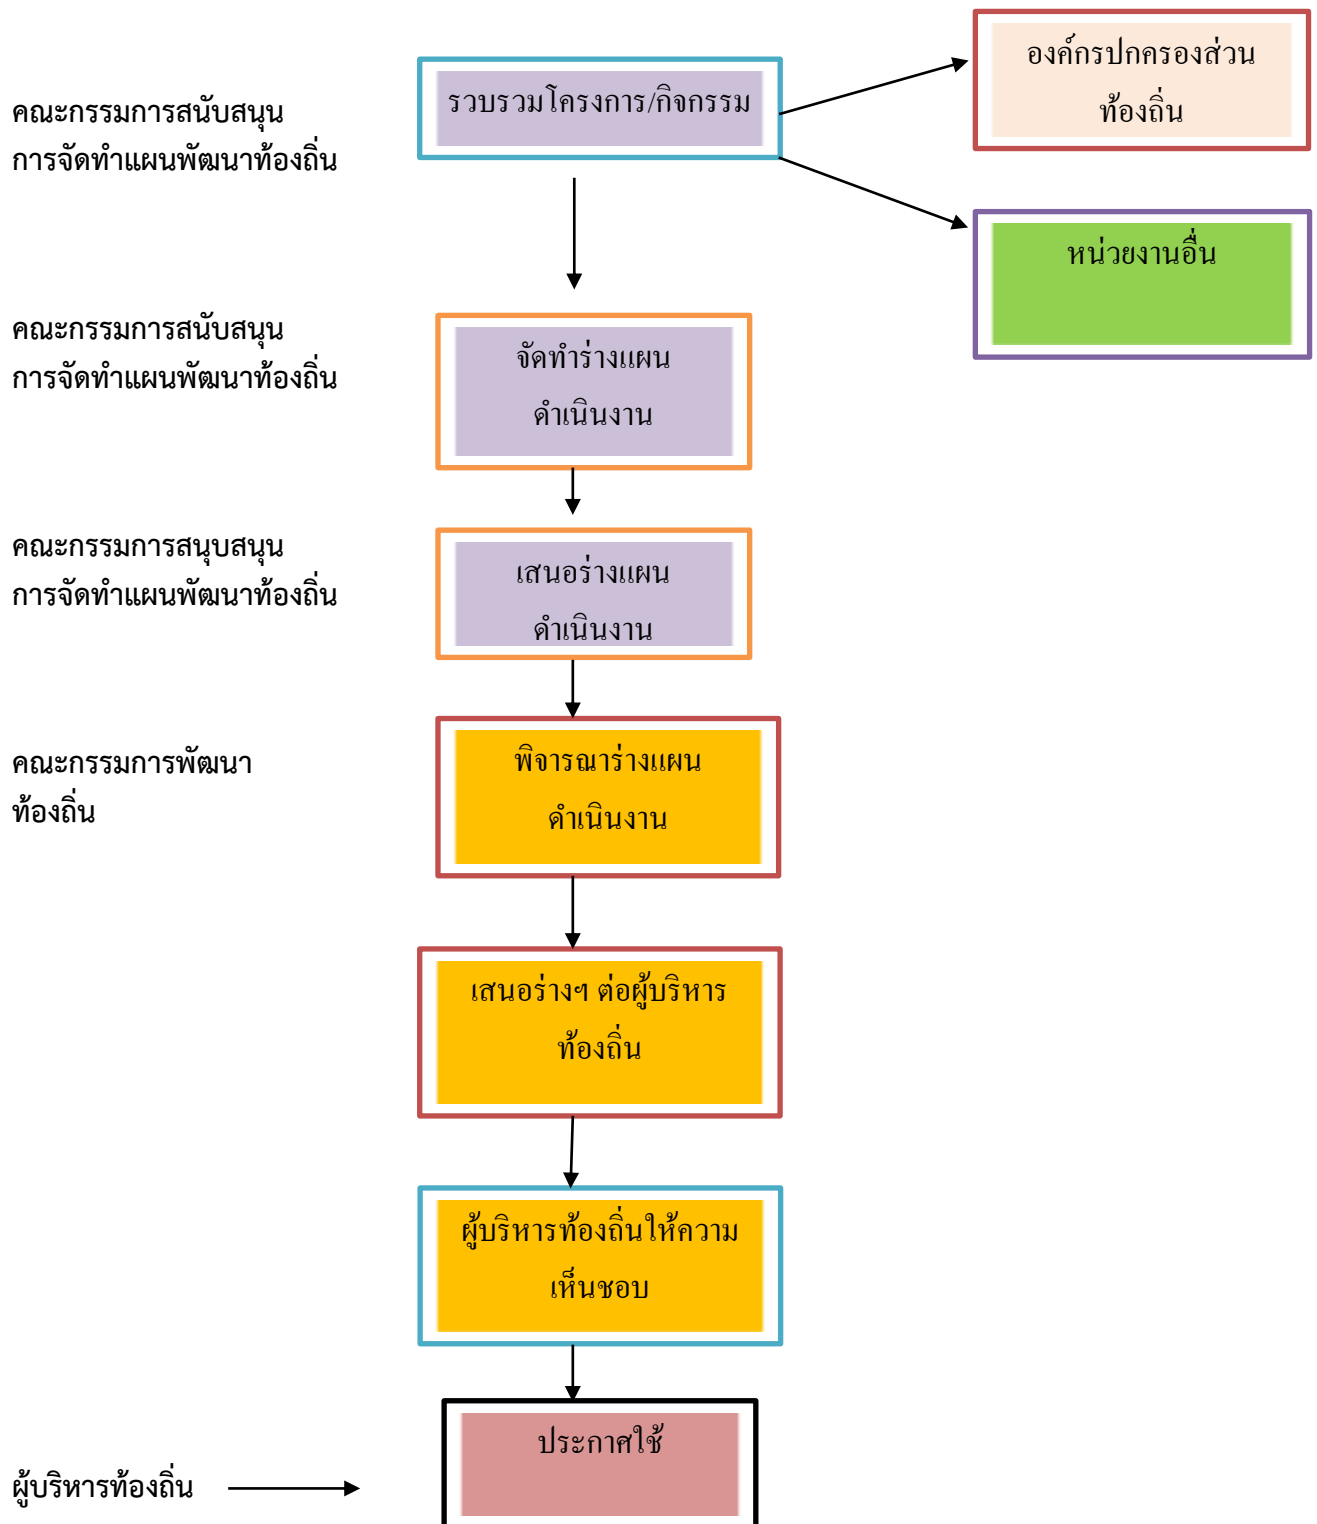 องค์กรปกครองส่วน
ท้องถิ่น
รวบรวมโครงการ/กิจกรรม
คณะกรรมการสนับสนุน
การจัดทำแผนพัฒนาท้องถิ่น
หน่วยงานอื่น
คณะกรรมการสนับสนุน
การจัดทำแผนพัฒนาท้องถิ่น
จัดทำร่างแผน
ดำเนินงาน
คณะกรรมการสนุบสนุน
การจัดทำแผนพัฒนาท้องถิ่น
เสนอร่างแผน
ดำเนินงาน
คณะกรรมการพัฒนา
ท้องถิ่น
พิจารณาร่างแผน
ดำเนินงาน
เสนอร่างฯ ต่อผู้บริหาร
ท้องถิ่น
ผู้บริหารท้องถิ่นให้ความ
เห็นชอบ
ประกาศใช้
ผู้บริหารท้องถิ่น